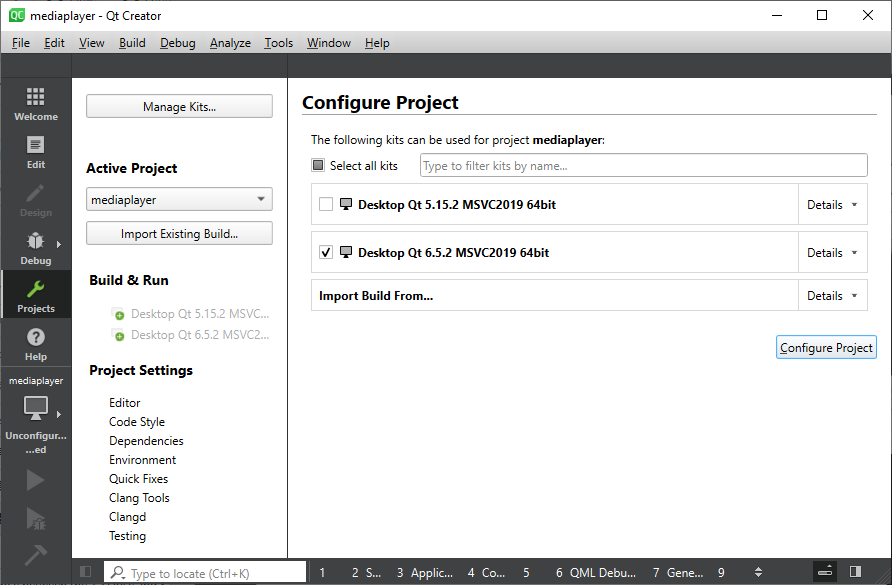 QC mediaplayer - Qt Creator
File Edit View Build Debug Analyze Tools Window Help
Welcome
Edit
Design
Debug
Projects
Help
mediaplayer
Unconfigur...
...ed
Manage Kits...
Active Project
mediaplayer
Import Existing Build...
Build & Run
Desktop Qt 5.15.2 MSVC...
Desktop Qt 6.5.2 MSVC2...
Project Settings
Editor
Code Style
Dependencies
Environment
Quick Fixes
Clang Tools
Clangd
Testing
Configure Project
The following kits can be used for project mediaplayer:
Select all kits Type to filter kits by name...
Desktop Qt 5.15.2 MSVC2019 64bit Details
Desktop Qt 6.5.2 MSVC2019 64bit Details
Import Build From... Details
Configure Project
Type to locate (Ctrl+K) 1 2 S... 3 Applic... 4 Co... 5 6 QML Debu... 7 Gene... 9